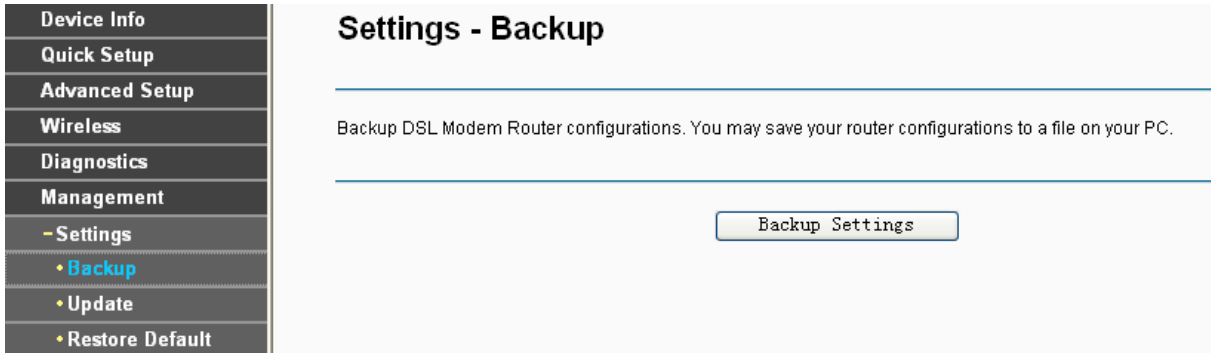 Device Info
Quick Setup
Advanced Setup
Wireless
Diagnostics
Management
Settings
Backup
Update
Restore Default
Settings - Backup
Backup DSL Modem Router configurations. You may save your router configurations to a file on your PC.
Backup Settings